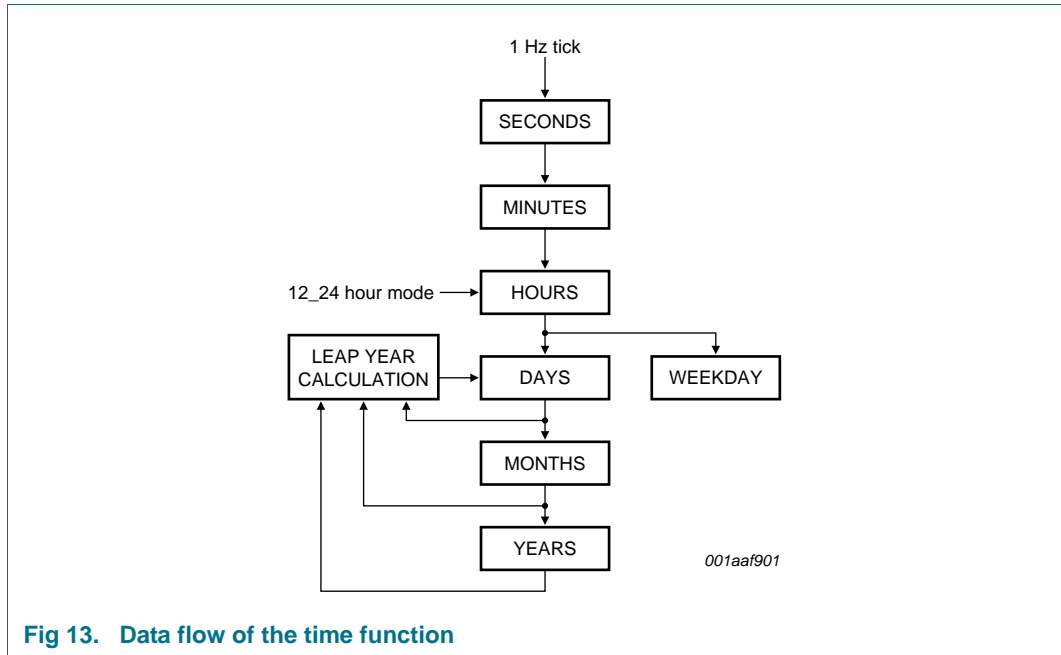 1 Hz tick
SECONDS
MINUTES
12_24 hour mode
HOURS
LEAP YEAR
CALCULATION
DAYS
WEEKDAY
MONTHS
YEARS
001aaf901
Fig 13. Data flow of the time function